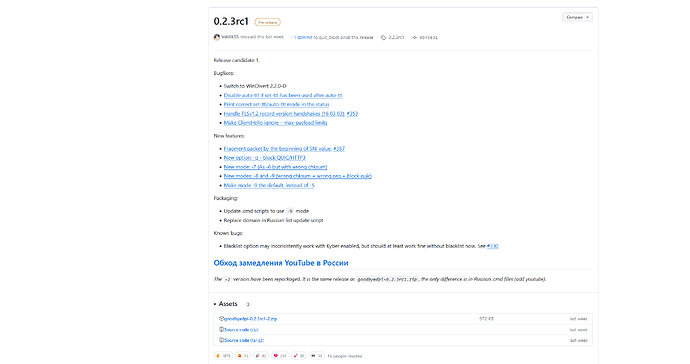 0.2.3rc1 Pre-release
Compare
ValdikSS released this last week · 1 commit to quic_block since this release 0.2.3rc1
Release candidate 1.
Bugfixes:
Switch to WinDivert 2.2.0-D
Disable auto-ttl if set-ttl has been used after auto-ttl
Print correct set-ttl/auto-ttl mode in the status
Handle TLSv1.2 record version handshakes (16 03 03); #353
Make ClientHello ignore --max-payload limits
New features:
Fragment packet by the beginning of SNI value; #357
New option: -q - block QUIC/HTTP3
New mode: -7 (As -6 but with wrong chksum)
New modes: -8 and -9 (wrong chksum + wrong seq + block quic)
Make mode -9 the default, instead of -5
Packaging:
Update .cmd scripts to use -9 mode
Replace domain in Russian list update script
Known bugs:
Blacklist option may inconsistently work with Kyber enabled, but should at least work fine without blacklist now. See
Обход замедления YouTube в России
The -2 version have been repackaged. It is the same release as goodbyedpi-0.2.3rc1.zip, the only difference is in Russian .cmd files (add youtube).
Assets 3
goodbyedpi-0.2.3rc1-2.zip 972 KB last week
Source code (zip) last week
Source code (tar.gz) last week
people reacted